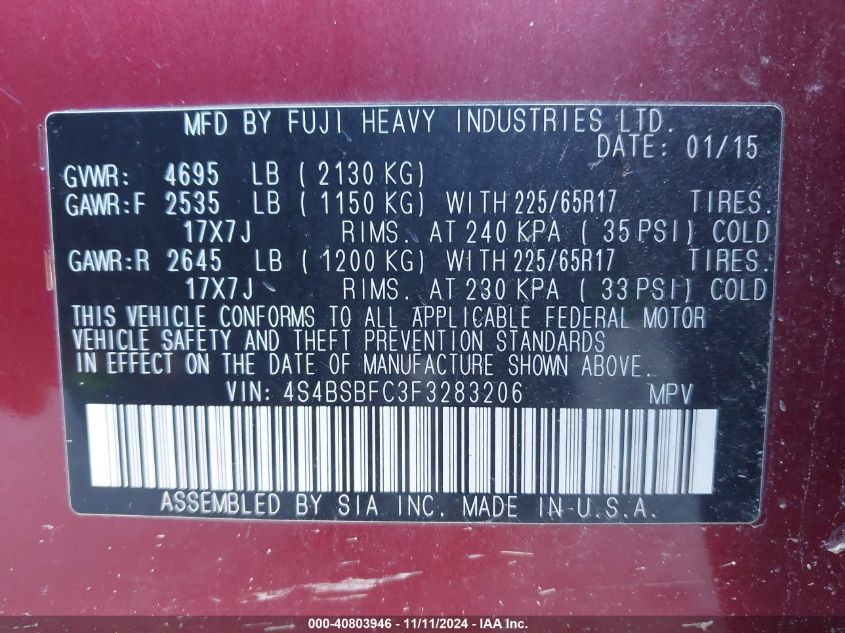 MFD BY FUJI HEAVY INDUSTRIES LTD.
DATE: 01/15
GVWR: 4695 LB ( 2130 KG)
GAWR:F 2535 LB ( 1150 KG) WITH 225/65R17 TIRES.
17X7J RIMS. AT 240 KPA ( 35 PSI) COLD
GAWR:R 2645 LB ( 1200 KG) WITH 225/65R17 TIRES.
17X7J RIMS. AT 230 KPA ( 33 PSI) COLD
THIS VEHICLE CONFORMS TO ALL APPLICABLE FEDERAL MOTOR
VEHICLE SAFETY AND THEFT PREVENTION STANDARDS
IN EFFECT ON THE DATE OF MANUFACTURE SHOWN ABOVE.
VIN: 4S4BSBFC3F3283206 MPV
ASSEMBLED BY SIA INC. MADE IN U.S.A.
000-40803946 - 11/11/2024 - IAA Inc.